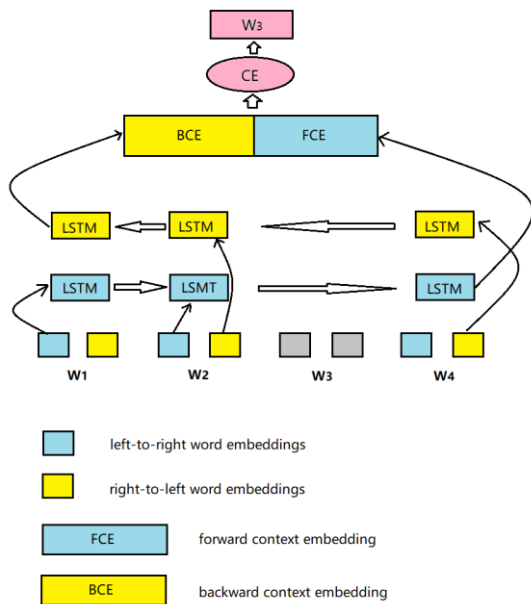 W3
CE
BCE FCE
LSTM LSTM LSTM
LSTM LSMT LSTM
W1 W2 W3 W4
left-to-right word embeddings
right-to-left word embeddings
FCE forward context embedding
BCE backward context embedding